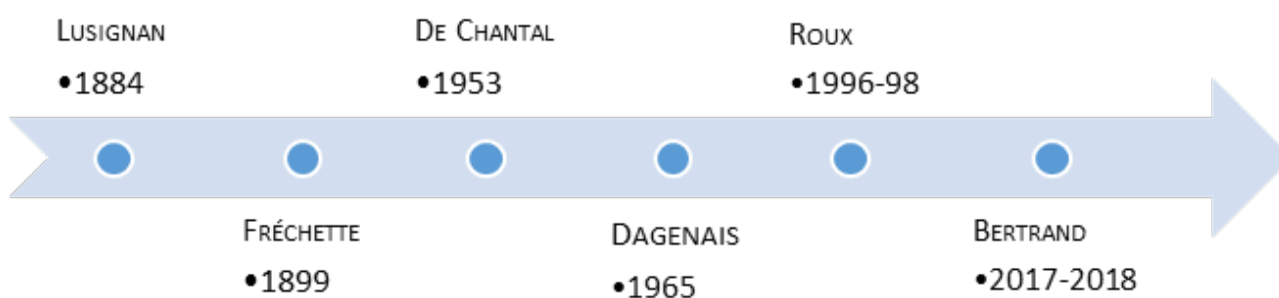 LUSIGNAN
•1884
DE CHANTAL
•1953
ROUX
•1996-98
FRÉCHETTE
•1899
DAGENAIS
•1965
BERTRAND
•2017-2018